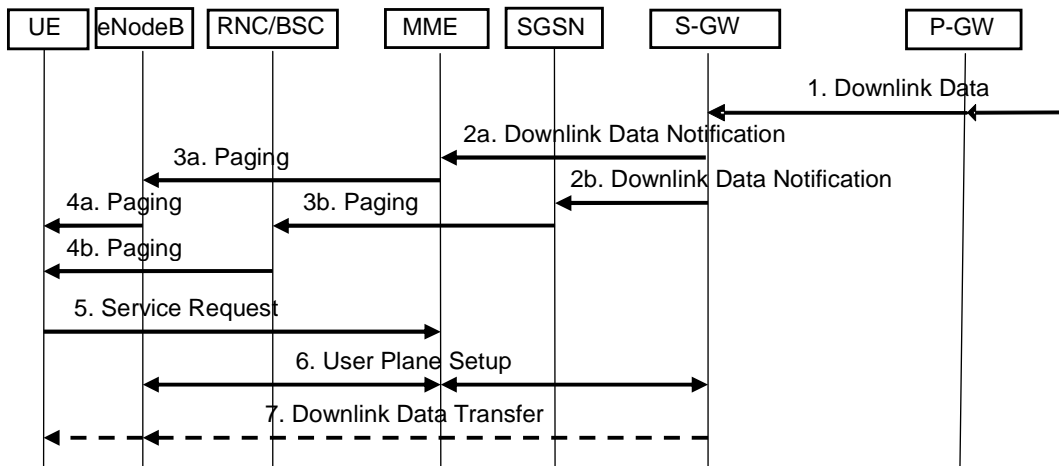 UE
eNodeB
RNC/BSC
MME
SGSN
S-GW
P-GW
1. Downlink Data
2a. Downlink Data Notification
3a. Paging
2b. Downlink Data Notification
4a. Paging
3b. Paging
4b. Paging
5. Service Request
6. User Plane Setup
7. Downlink Data Transfer